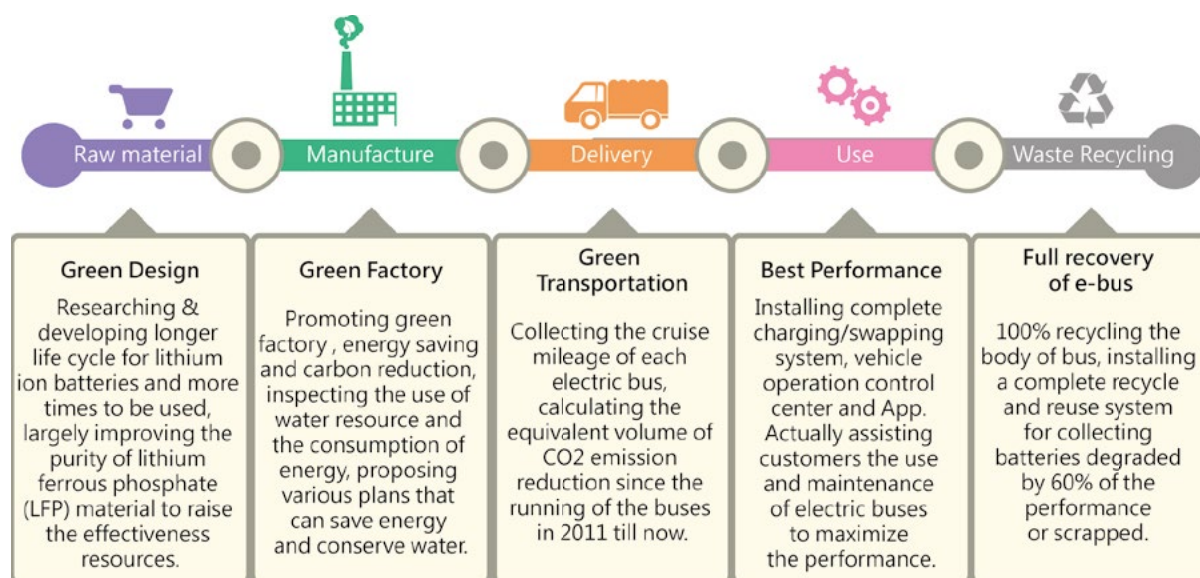 Raw material
Manufacture
Delivery
Use
Waste Recycling
Green Design
Researching &
developing longer
life cycle for lithium
ion batteries and more
times to be used,
largely improving the
purity of lithium
ferrous phosphate
(LFP) material to raise
the effectiveness
resources.
Green Factory
Promoting green
factory , energy saving
and carbon reduction,
inspecting the use of
water resource and
the consumption of
energy, proposing
various plans that
can save energy
and conserve water.
Green
Transportation
Collecting the cruise
mileage of each
electric bus,
calculating the
equivalent volume of
CO2 emission
reduction since the
running of the buses
in 2011 till now.
Best Performance
Installing complete
charging/swapping
system, vehicle
operation control
center and App.
Actually assisting
customers the use
and maintenance
of electric buses
to maximize
the performance.
Full recovery
of e-bus
100% recycling the
body of bus, installing
a complete recycle
and reuse system
for collecting
batteries degraded
by 60% of the
performance
or scrapped.